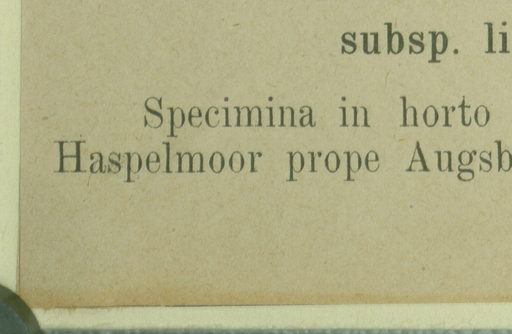 subsp. li
Specimina in horto
Haspelmoor prope Augsb